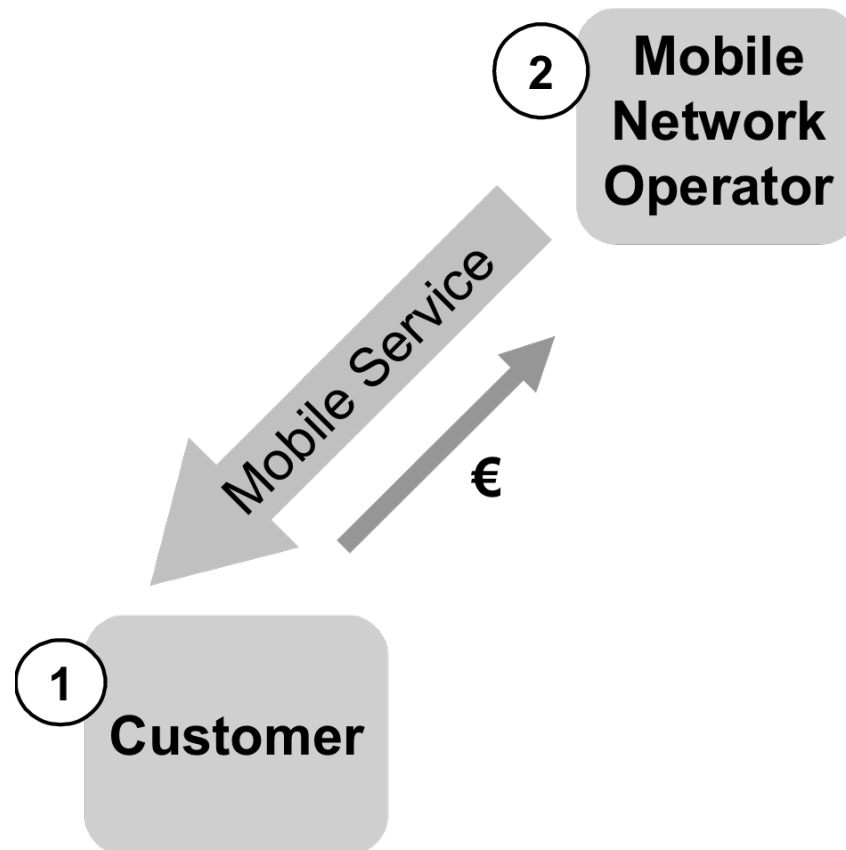 2
Mobile
Network
Operator
Mobile Service
€
1
Customer